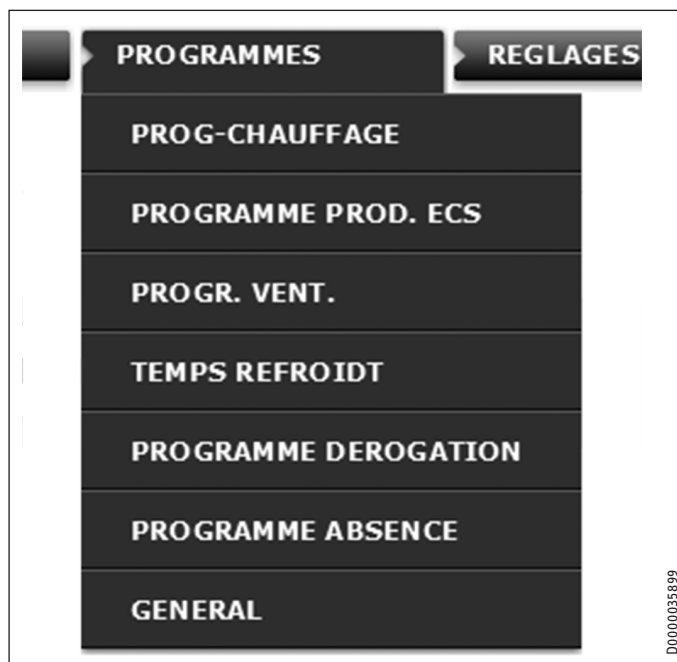 PROGRAMMES
REGLAGES
PROG-CHAUFFAGE
PROGRAMME PROD. ECS
PROGR. VENT.
TEMPS REFROIDT
PROGRAMME DEROGATION
PROGRAMME ABSENCE
GENERAL
D0000035899